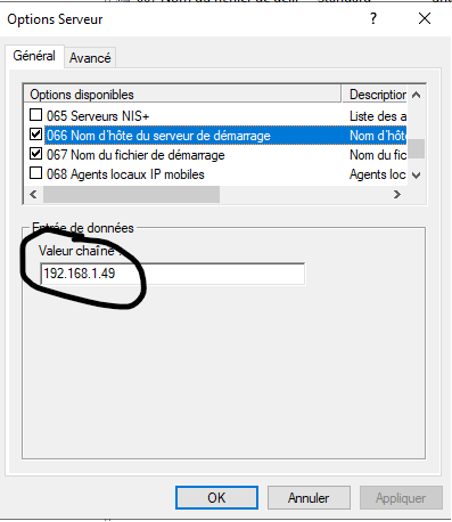 Options Serveur
Général Avancé
Options disponibles Description
065 Serveurs NIS+ Liste des a
066 Nom d'hôte du serveur de démarrage Nom d'hôt
067 Nom du fichier de démarrage Nom du fic
068 Agents locaux IP mobiles Agents loc
Entrée de données
Valeur chaîne :
192.168.1.49
OK Annuler Appliquer